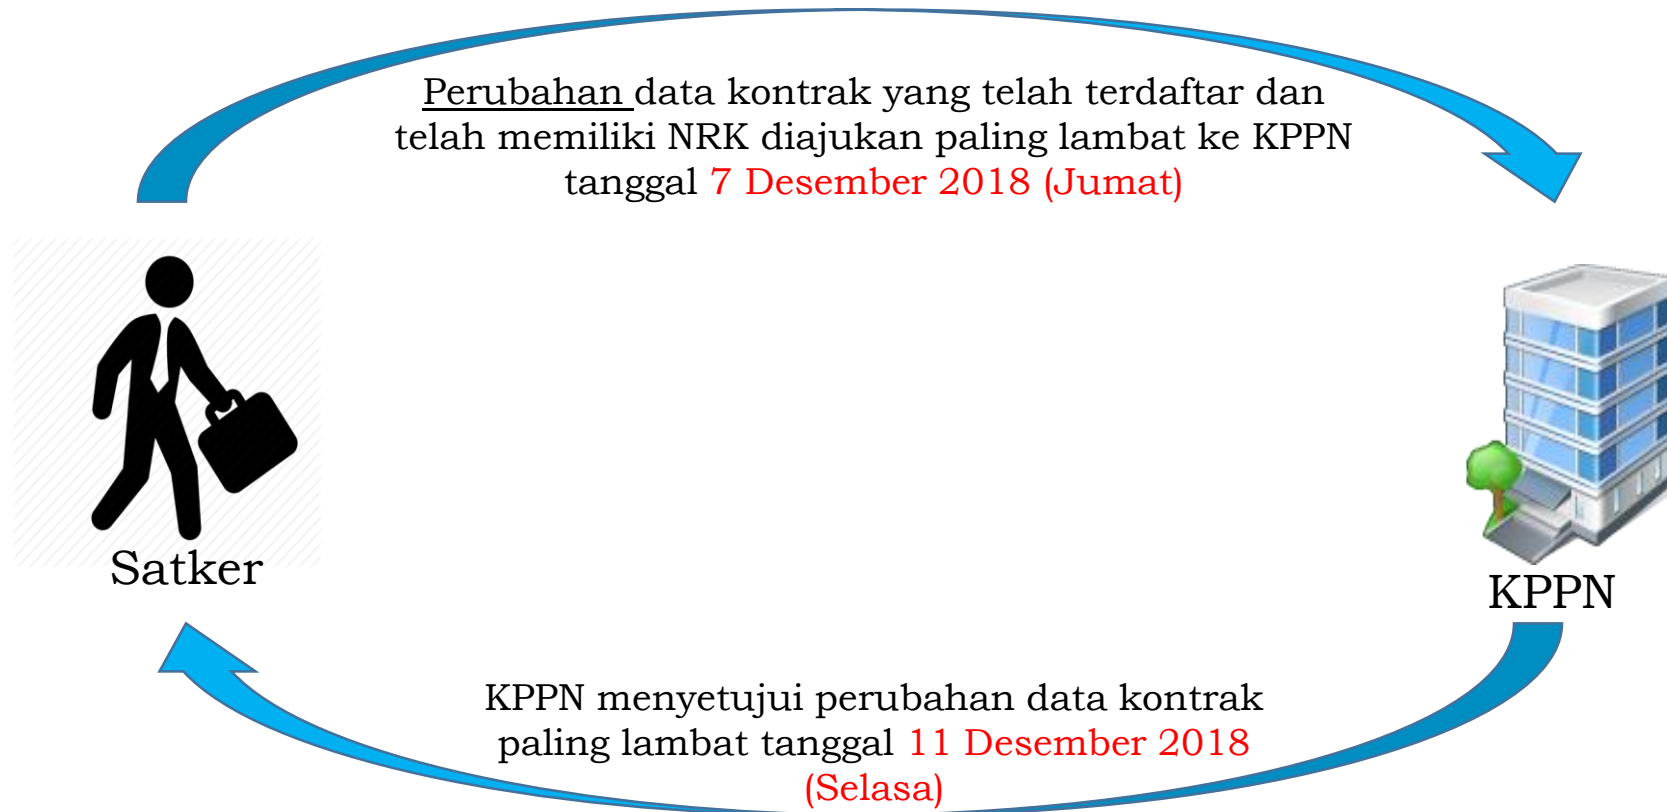 Perubahan data kontrak yang telah terdaftar dan
telah memiliki NRK diajukan paling lambat ke KPPN
tanggal 7 Desember 2018 (Jumat)
Satker
KPPN
KPPN menyetujui perubahan data kontrak
paling lambat tanggal 11 Desember 2018
(Selasa)